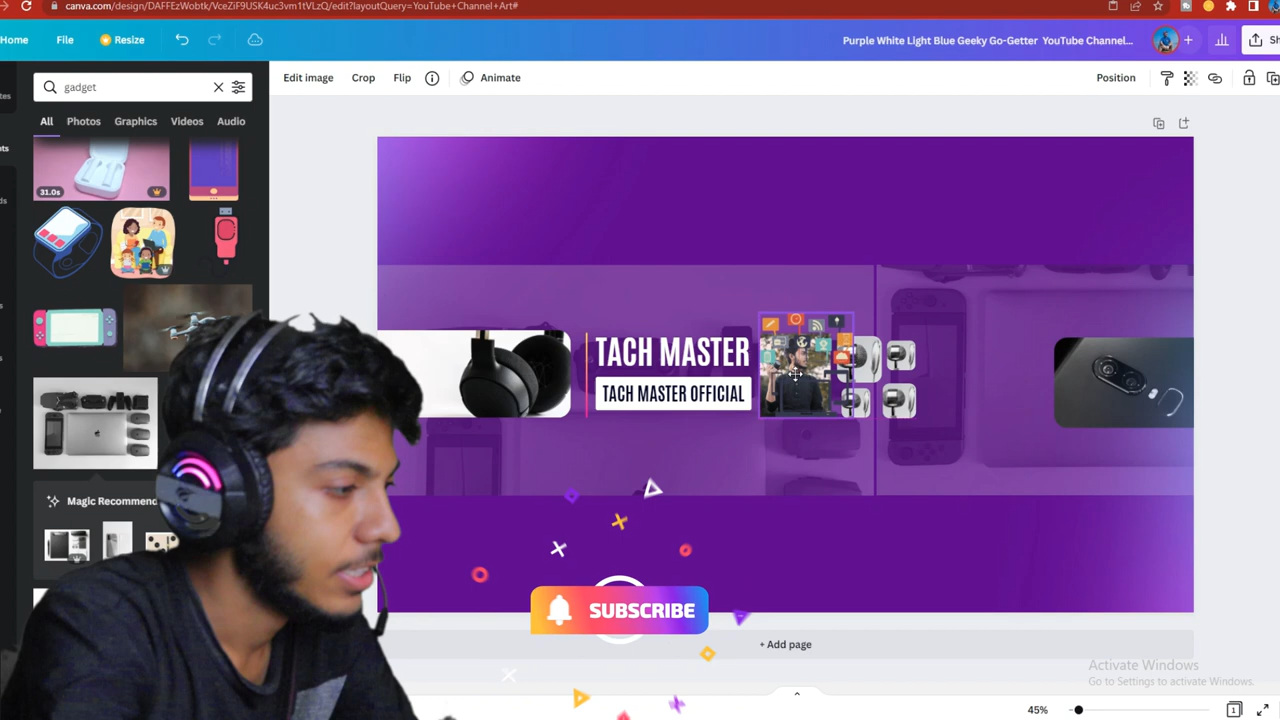 canva.com/design/DAFFEzWobtk/VceZiF9USK4uc3vm1tVLzQ/edit?layoutQuery=YouTube+Channel+Art#
Home
File
Resize
Purple White Light Blue Geeky Go-Getter YouTube Channel...
gadget
Edit image
Crop
Flip
Animate
Position
All
Photos
Graphics
Videos
Audio
31.0s
TACH MASTER
TACH MASTER OFFICIAL
Magic Recommen
SUBSCRIBE
+ Add page
Activate Windows
Go to Settings to activate Windows.
45%
1